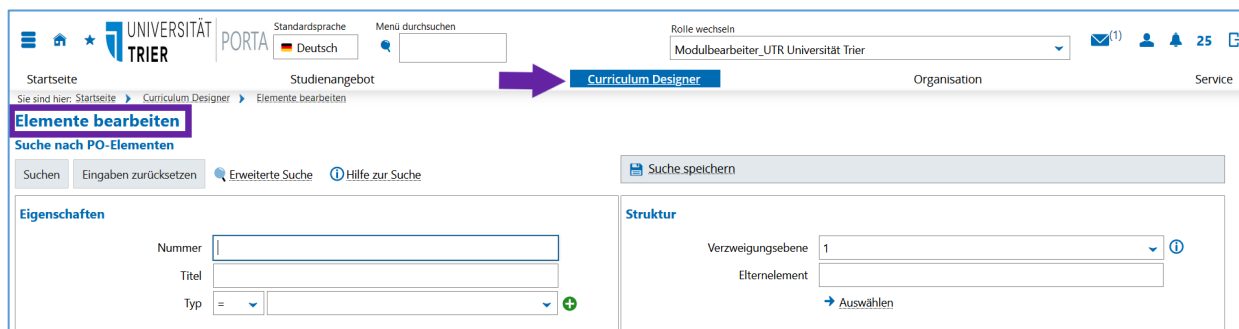 UNIVERSITÄT TRIER
PORTA
Standardsprache
Deutsch
Menü durchsuchen
Rolle wechseln
Modulbearbeiter_UTR Universität Trier
(1)
25
Startseite Studienangebot Curriculum Designer Organisation Service
Sie sind hier: Startseite Curriculum Designer Elemente bearbeiten
Elemente bearbeiten
Suche nach PO-Elementen
Suchen Eingaben zurücksetzen Erweiterte Suche Hilfe zur Suche
Suche speichern
Eigenschaften
Nummer
Titel
Typ =
Struktur
Verzweigungsebene 1
Elternelement
Auswählen